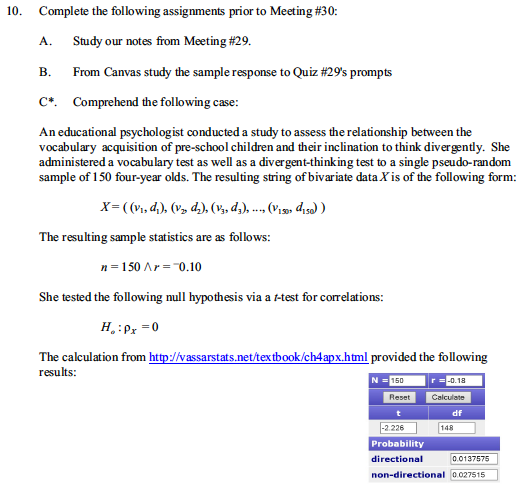 10. Complete the following assignments prior to Meeting #30:
A. Study our notes from Meeting #29.
B. From Canvas study the sample response to Quiz #29's prompts
C*. Comprehend the following case:
An educational psychologist conducted a study to assess the relationship between the
vocabulary acquisition of pre-school children and their inclination to think divergently. She
administered a vocabulary test as well as a divergent-thinking test to a single pseudo-random
sample of 150 four-year olds. The resulting string of bivariate data X is of the following form:
X = ( (v₁, d₁), (v₂, d₂), (v₃, d₃), ..., (v₁₅₀, d₁₅₀) )
The resulting sample statistics are as follows:
n = 150 ∧ r = ⁻0.10
She tested the following null hypothesis via a t-test for correlations:
Hₒ : ρₓ = 0
The calculation from http://vassarstats.net/textbook/ch4apx.html provided the following
results:
N = 150 r = -0.18
Reset Calculate
t df
-2.226 148
Probability
directional 0.0137575
non-directional 0.027515